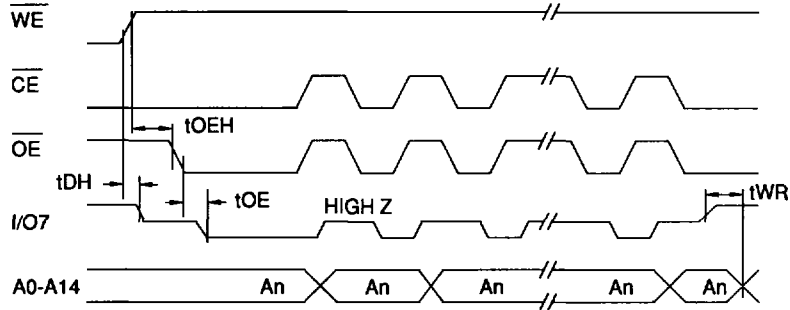 WE
CE
tOEH
OE
tDH
tOE
HIGH Z
tWR
I/O7
A0-A14 An An An An An